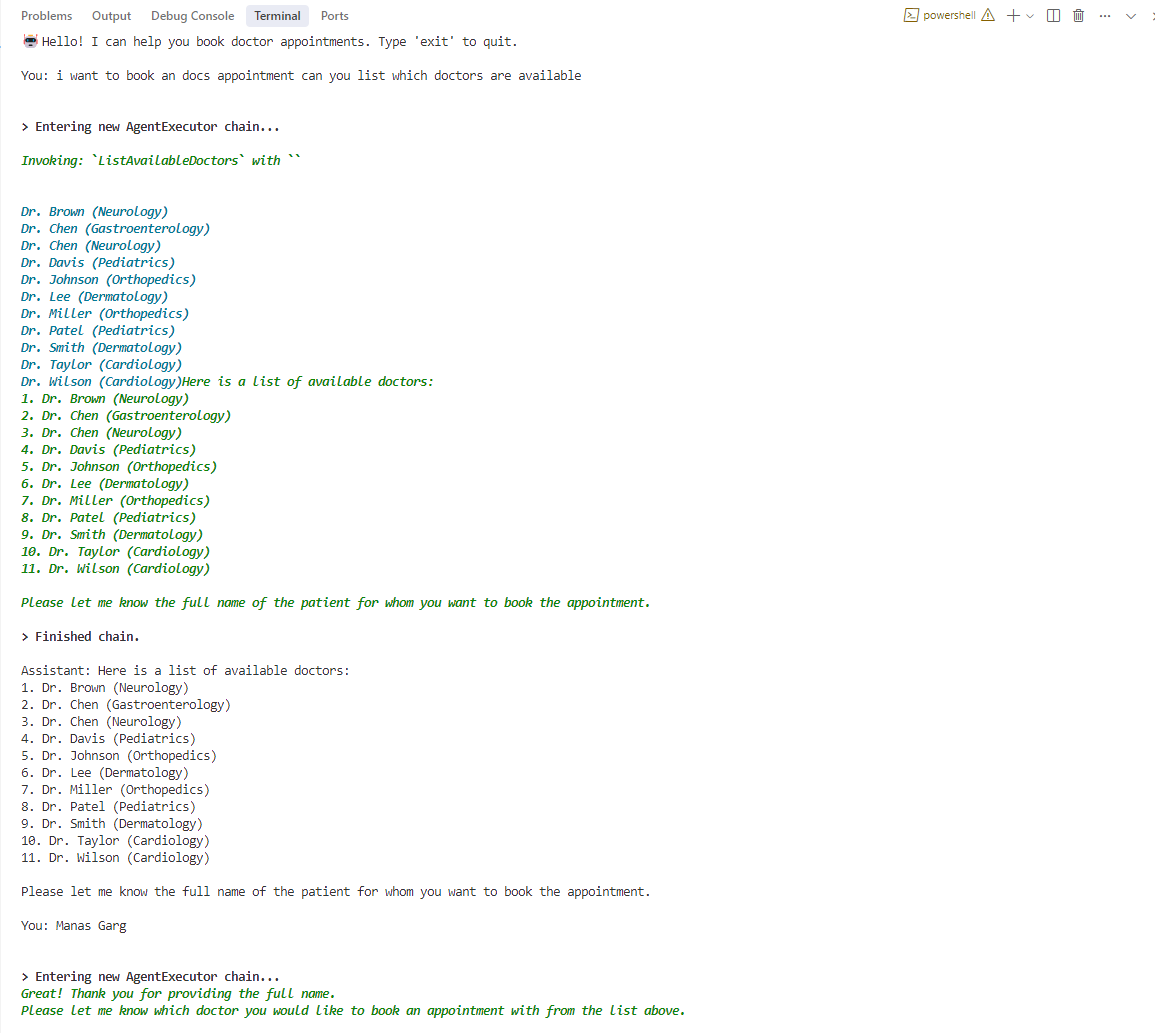 Problems Output Debug Console Terminal Ports powershell
Hello! I can help you book doctor appointments. Type 'exit' to quit.
You: i want to book an docs appointment can you list which doctors are available
> Entering new AgentExecutor chain...
Invoking: `ListAvailableDoctors` with ``
Dr. Brown (Neurology)
Dr. Chen (Gastroenterology)
Dr. Chen (Neurology)
Dr. Davis (Pediatrics)
Dr. Johnson (Orthopedics)
Dr. Lee (Dermatology)
Dr. Miller (Orthopedics)
Dr. Patel (Pediatrics)
Dr. Smith (Dermatology)
Dr. Taylor (Cardiology)
Dr. Wilson (Cardiology)Here is a list of available doctors:
1. Dr. Brown (Neurology)
2. Dr. Chen (Gastroenterology)
3. Dr. Chen (Neurology)
4. Dr. Davis (Pediatrics)
5. Dr. Johnson (Orthopedics)
6. Dr. Lee (Dermatology)
7. Dr. Miller (Orthopedics)
8. Dr. Patel (Pediatrics)
9. Dr. Smith (Dermatology)
10. Dr. Taylor (Cardiology)
11. Dr. Wilson (Cardiology)
Please let me know the full name of the patient for whom you want to book the appointment.
> Finished chain.
Assistant: Here is a list of available doctors:
1. Dr. Brown (Neurology)
2. Dr. Chen (Gastroenterology)
3. Dr. Chen (Neurology)
4. Dr. Davis (Pediatrics)
5. Dr. Johnson (Orthopedics)
6. Dr. Lee (Dermatology)
7. Dr. Miller (Orthopedics)
8. Dr. Patel (Pediatrics)
9. Dr. Smith (Dermatology)
10. Dr. Taylor (Cardiology)
11. Dr. Wilson (Cardiology)
Please let me know the full name of the patient for whom you want to book the appointment.
You: Manas Garg
> Entering new AgentExecutor chain...
Great! Thank you for providing the full name.
Please let me know which doctor you would like to book an appointment with from the list above.